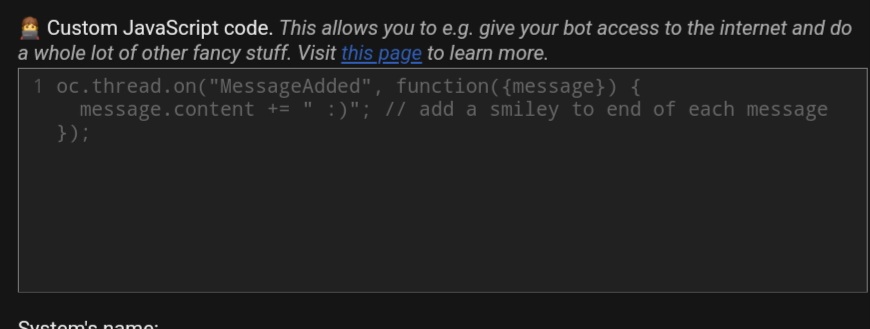 Custom JavaScript code. This allows you to e.g. give your bot access to the internet and do
a whole lot of other fancy stuff. Visit this page to learn more.
1 oc.thread.on("MessageAdded", function({message}) {
message.content += " :)"; // add a smiley to end of each message
});
System's name: